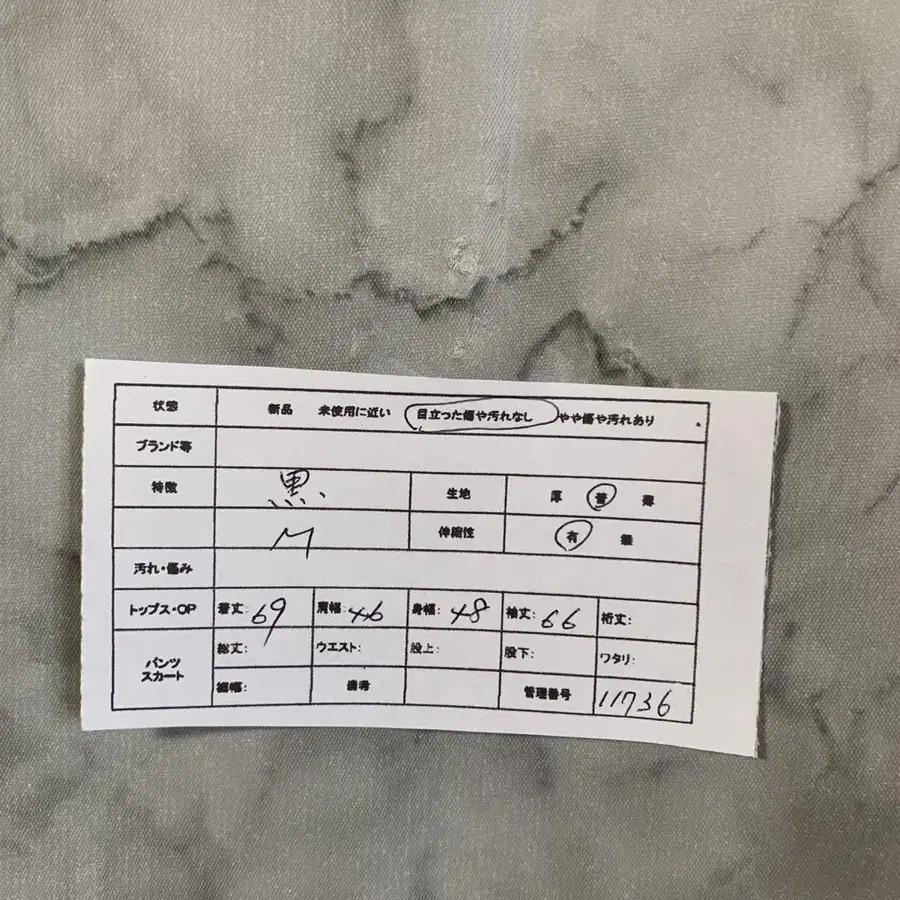 状態 新品 未使用に近い 目立った傷や汚れなし やや傷や汚れあり
ブランド等
特徴 黒 生地 厚 普 薄
M 伸縮性 有 無
汚れ・傷み
トップス・OP 着丈:69 肩幅:46 身幅:48 袖丈:66 裄丈:
パンツ スカート 総丈: ウエスト: 股上: 股下: ワタリ:
裾幅: 備考 管理番号 11736